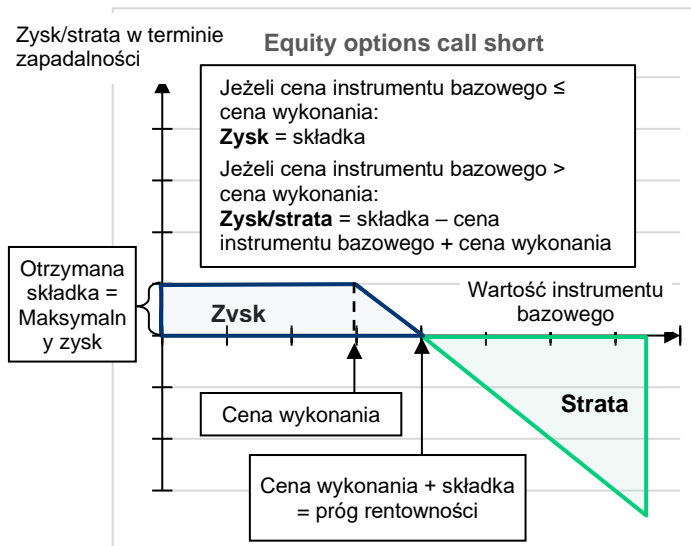 Zysk/strata w terminie
zapadalności
Equity options call short
Jeżeli cena instrumentu bazowego ≤
cena wykonania:
Zysk = składka
Jeżeli cena instrumentu bazowego >
cena wykonania:
Zysk/strata = składka – cena
instrumentu bazowego + cena wykonania
Otrzymana
składka =
Maksymaln
y zysk
Zysk
Wartość instrumentu
bazowego
Cena wykonania
Strata
Cena wykonania + składka
= próg rentowności